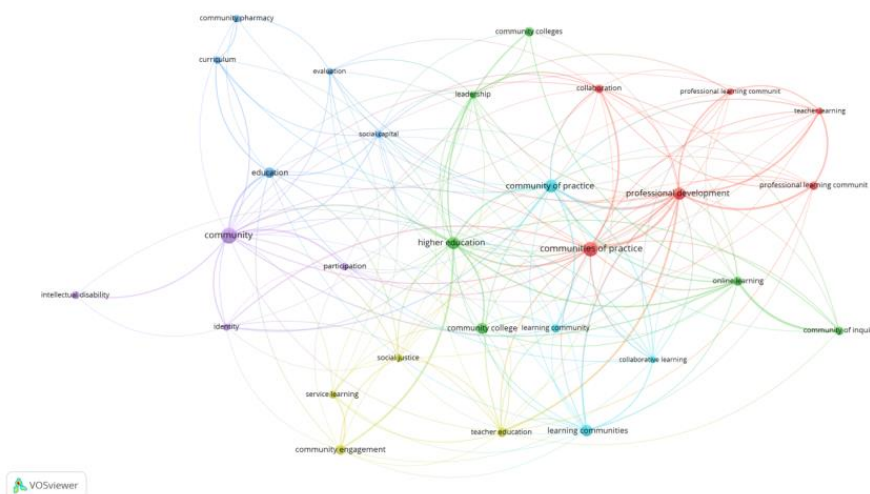 community pharmacy
community colleges
curriculum
evaluation
leadership
collaboration
professional learning communit
teacher learning
social capital
education
community of practice
professional development
professional learning communit
community
higher education
communities of practice
participation
online learning
intellectual disability
identity
community college
learning community
community of inqui
social justice
collaborative learning
service learning
teacher education
learning communities
community engagement
VOSviewer